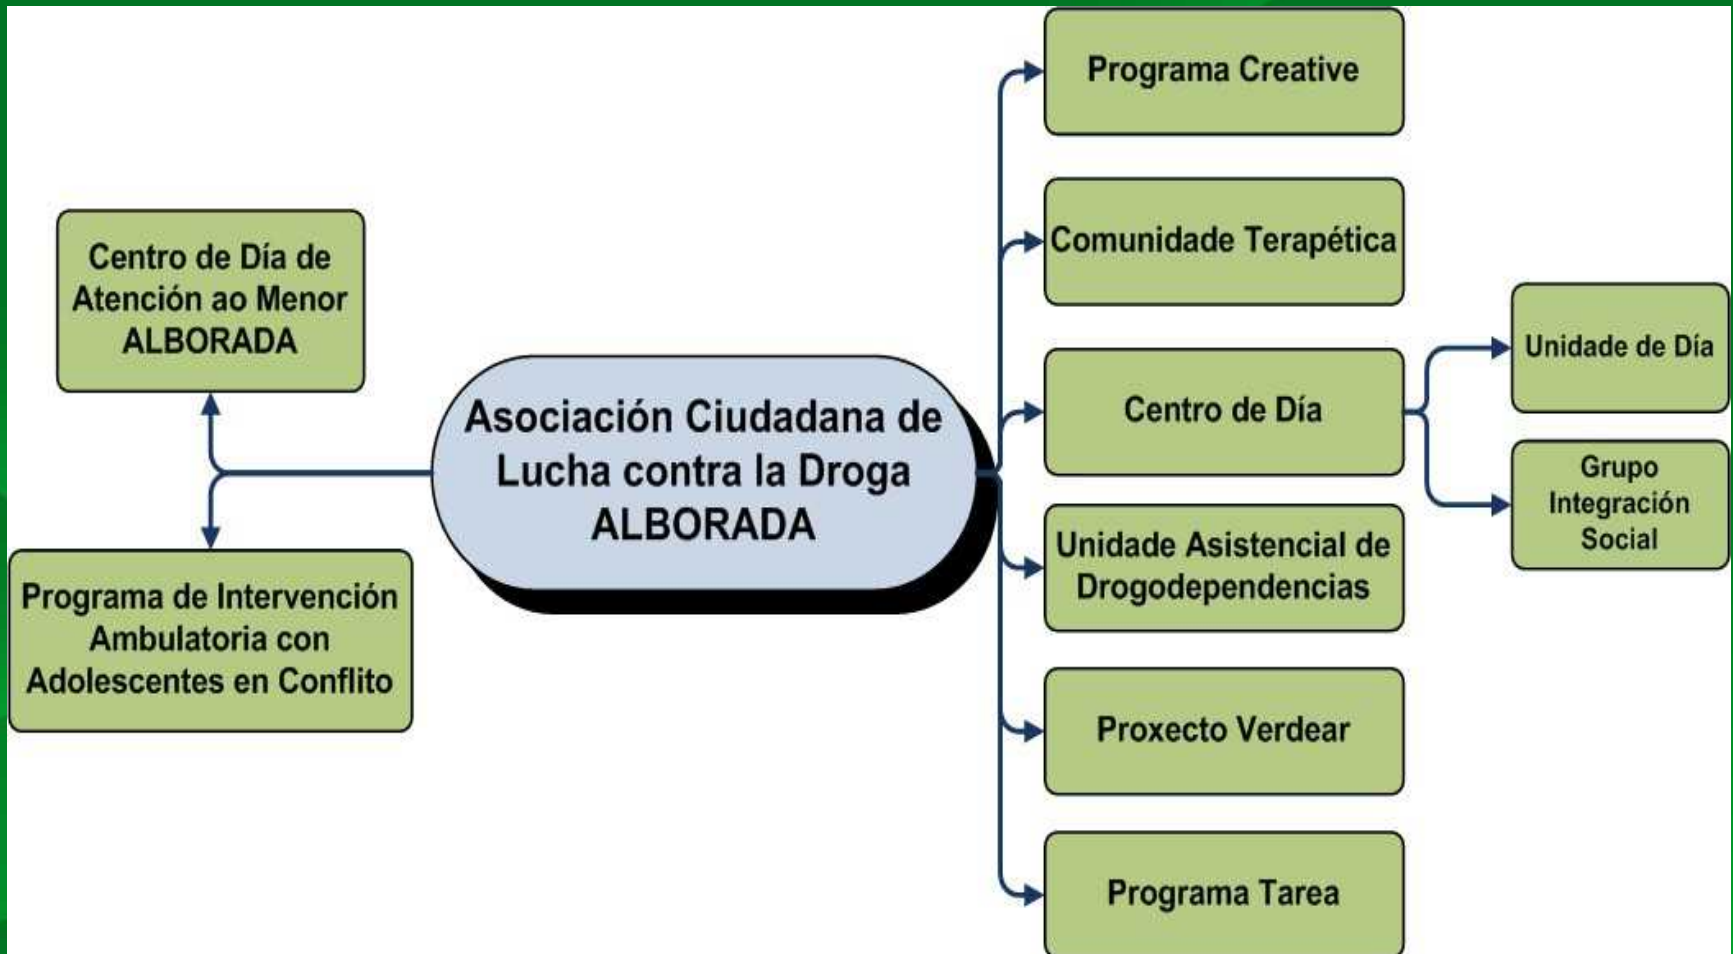 Centro de Día de
Atención ao Menor
ALBORADA
Programa de Intervención
Ambulatoria con
Adolescentes en Conflito
Asociación Ciudadana de
Lucha contra la Droga
ALBORADA
Programa Creative
Comunidade Terapética
Centro de Día
Unidade Asistencial de
Drogodependencias
Proxecto Verdear
Programa Tarea
Unidade de Día
Grupo
Integración
Social